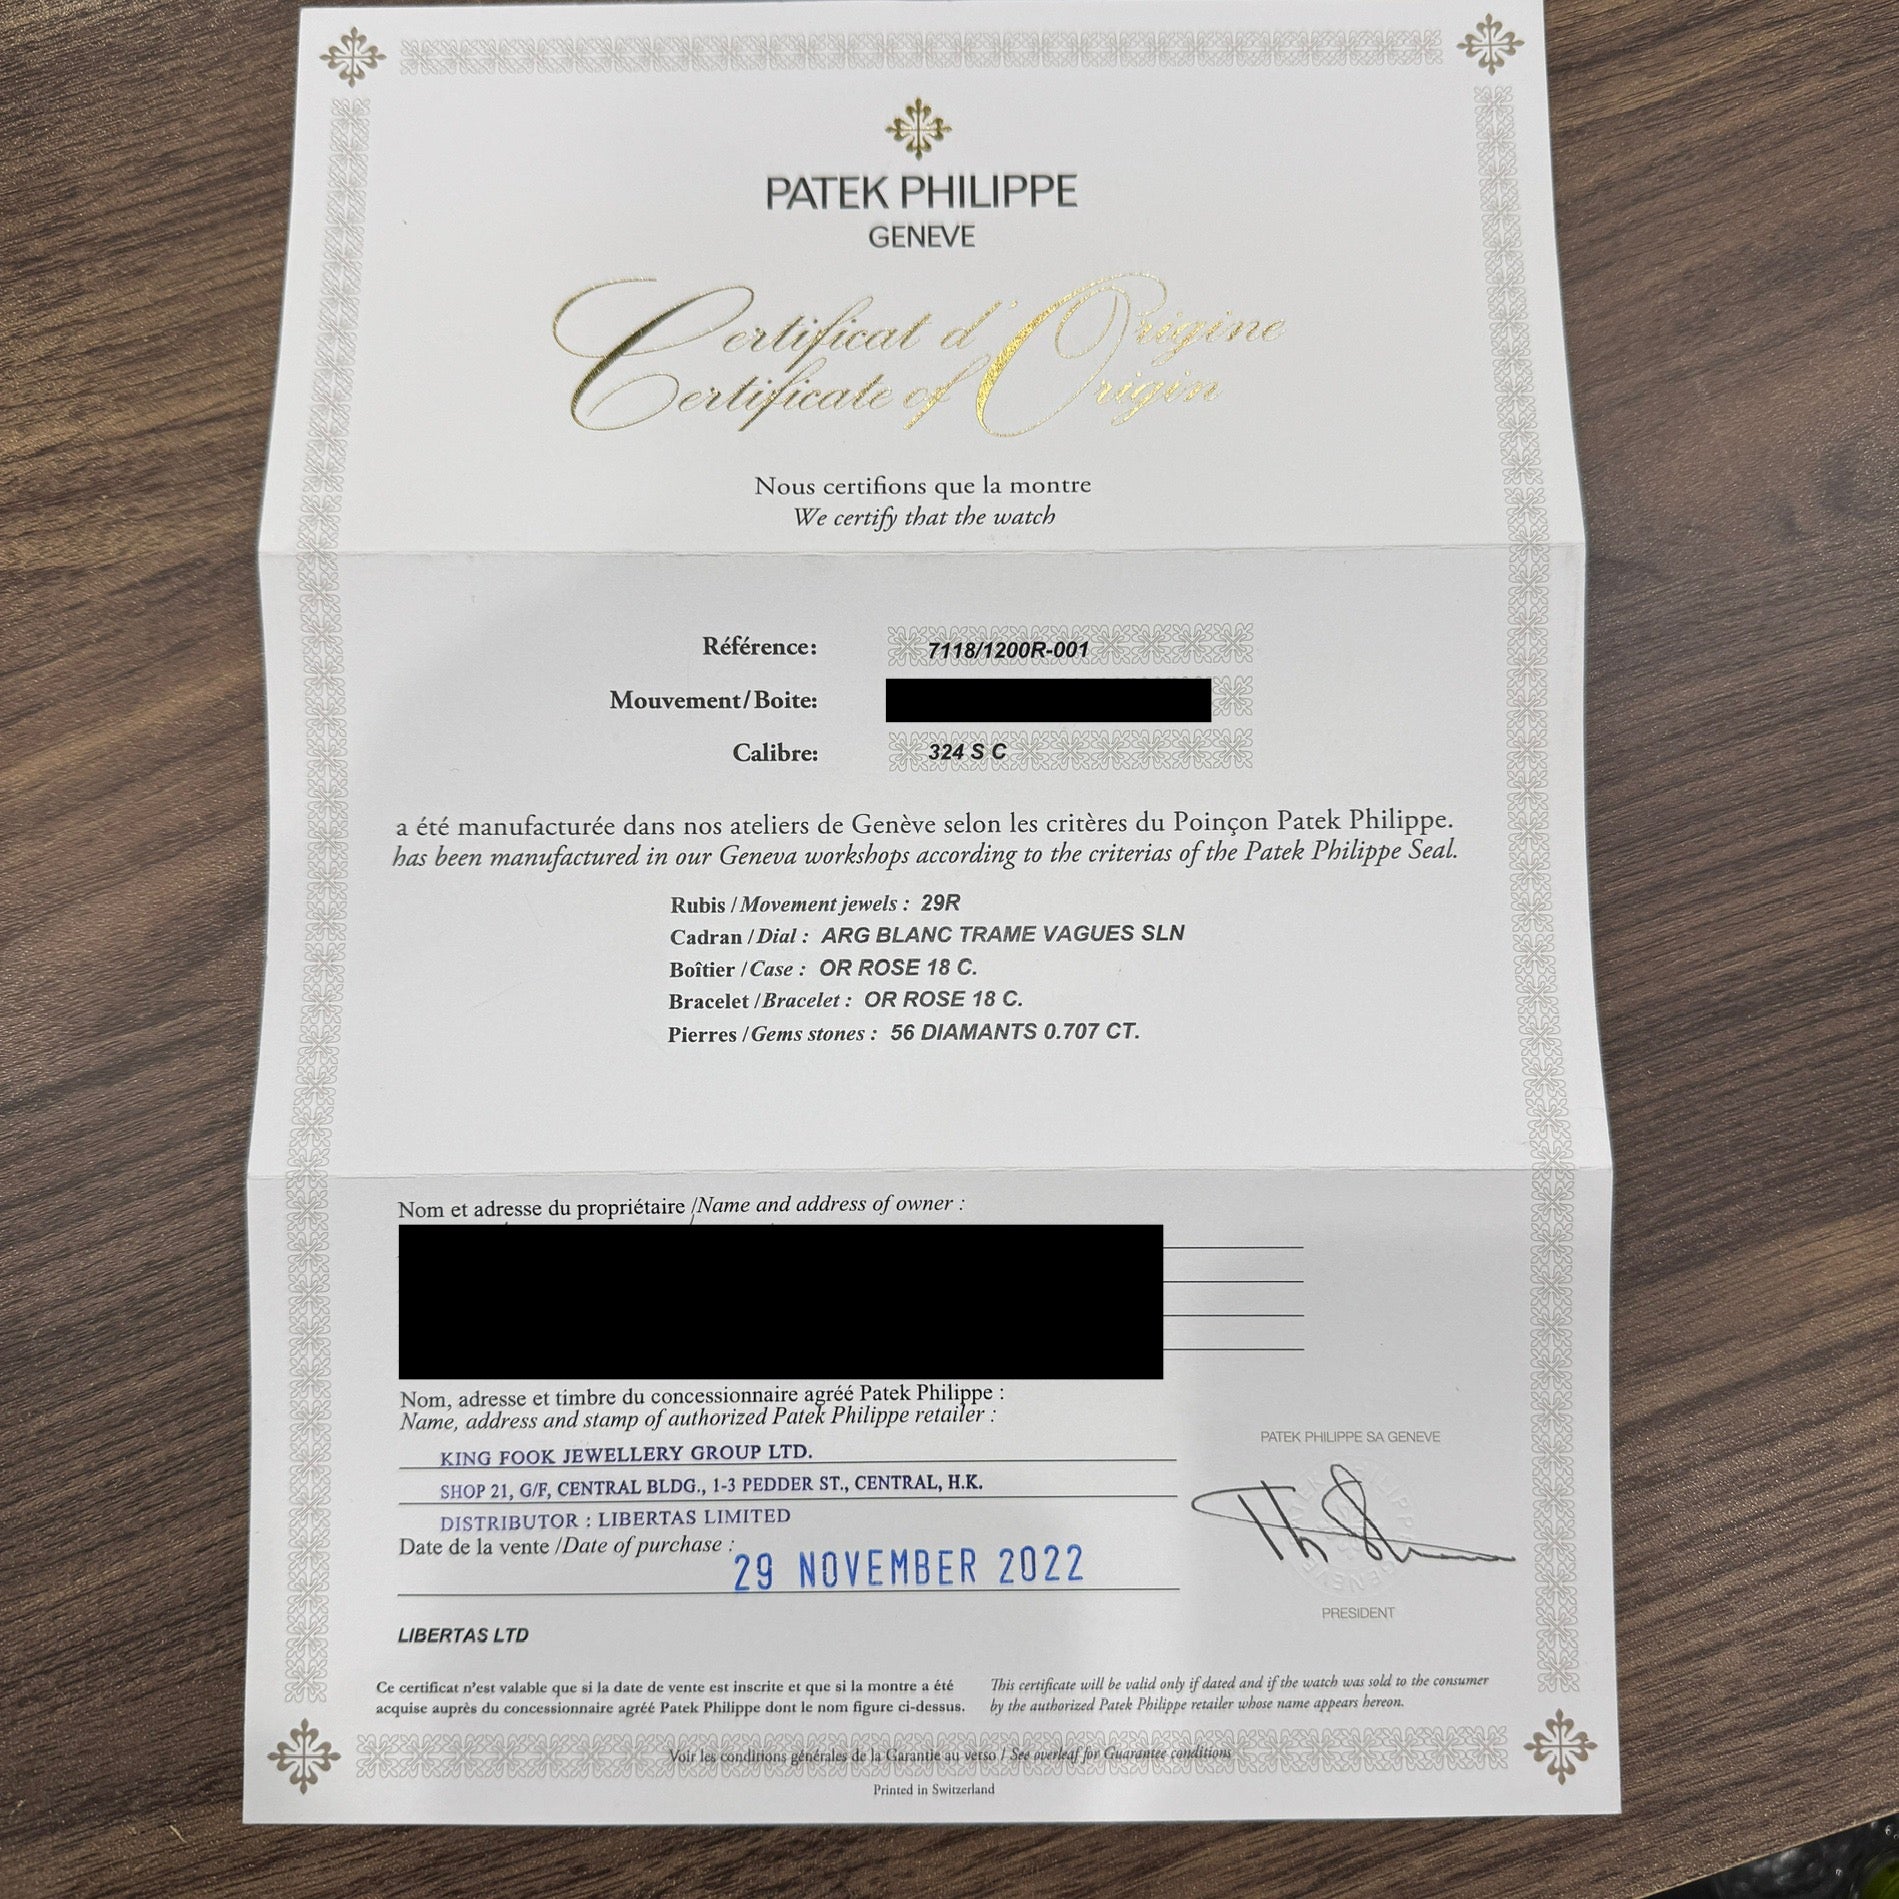 PATEK PHILIPPE
GENEVE
Certificat d'Origine
Certificate of Origin
Nous certifions que la montre
We certify that the watch
Référence: 7118/1200R-001
Mouvement/Boite:
Calibre: 324 S C
a été manufacturée dans nos ateliers de Genève selon les critères du Poinçon Patek Philippe.
has been manufactured in our Geneva workshops according to the criterias of the Patek Philippe Seal.
Rubis / Movement jewels : 29R
Cadran / Dial : ARG BLANC TRAME VAGUES SLN
Boîtier / Case : OR ROSE 18 C.
Bracelet / Bracelet : OR ROSE 18 C.
Pierres / Gems stones : 56 DIAMANTS 0.707 CT.
Nom et adresse du propriétaire / Name and address of owner :
Nom, adresse et timbre du concessionnaire agréé Patek Philippe :
Name, address and stamp of authorized Patek Philippe retailer :
KING FOOK JEWELLERY GROUP LTD.
SHOP 21, G/F, CENTRAL BLDG., 1-3 PEDDER ST., CENTRAL, H.K.
DISTRIBUTOR : LIBERTAS LIMITED
Date de la vente / Date of purchase :
29 NOVEMBER 2022
PATEK PHILIPPE SA GENEVE
PRESIDENT
LIBERTAS LTD
Ce certificat n'est valable que si la date de vente est inscrite et que si la montre a été
acquise auprès du concessionnaire agréé Patek Philippe dont le nom figure ci-dessus.
This certificate will be valid only if dated and if the watch was sold to the consumer
by the authorized Patek Philippe retailer whose name appears hereon.
Voir les conditions générales de la Garantie au verso / See overleaf for Guarantee conditions
Printed in Switzerland